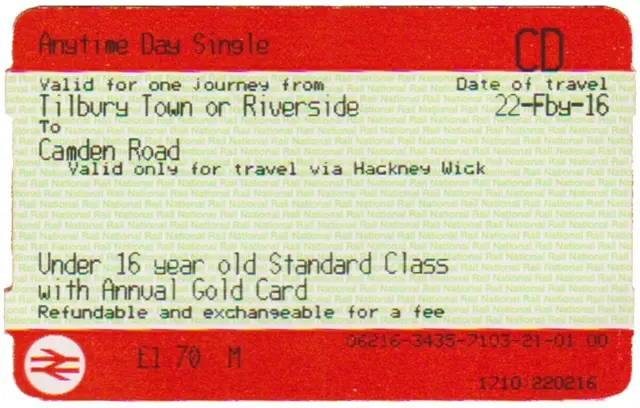 Anytime Day Single
CD
Valid for one journey from Date of travel
Tilbury Town or Riverside 22-Fby-16
To
Camden Road
Valid only for travel via Hackney Wick
Under 16 year old Standard Class
with Annual Gold Card
Refundable and exchangeable for a fee
06216-3435-7103-21-01 00
£1 70 M
1710 220216